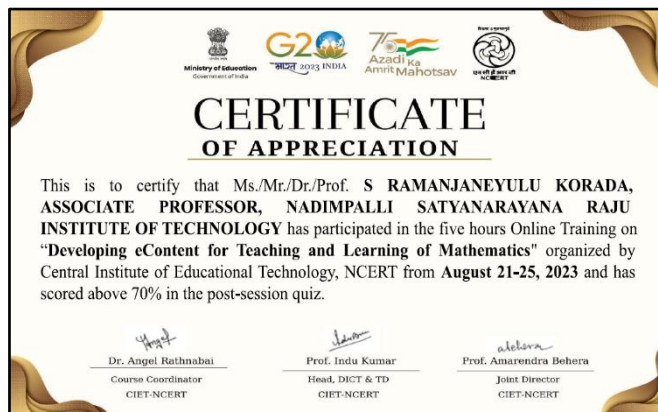 Ministry of Education
Government of India
G20
भारत 2023 INDIA
75
Azadi Ka
Amrit Mahotsav
एन सी ई आर टी
NCERT
CERTIFICATE
OF APPRECIATION
This is to certify that Ms./Mr./Dr./Prof. S RAMANJANEYULU KORADA,
ASSOCIATE PROFESSOR, NADIMPALLI SATYANARAYANA RAJU
INSTITUTE OF TECHNOLOGY has participated in the five hours Online Training on
“Developing eContent for Teaching and Learning of Mathematics" organized by
Central Institute of Educational Technology, NCERT from August 21-25, 2023 and has
scored above 70% in the post-session quiz.
Dr. Angel Rathnabai
Course Coordinator
CIET-NCERT
Prof. Indu Kumar
Head, DICT & TD
CIET-NCERT
Prof. Amarendra Behera
Joint Director
CIET-NCERT